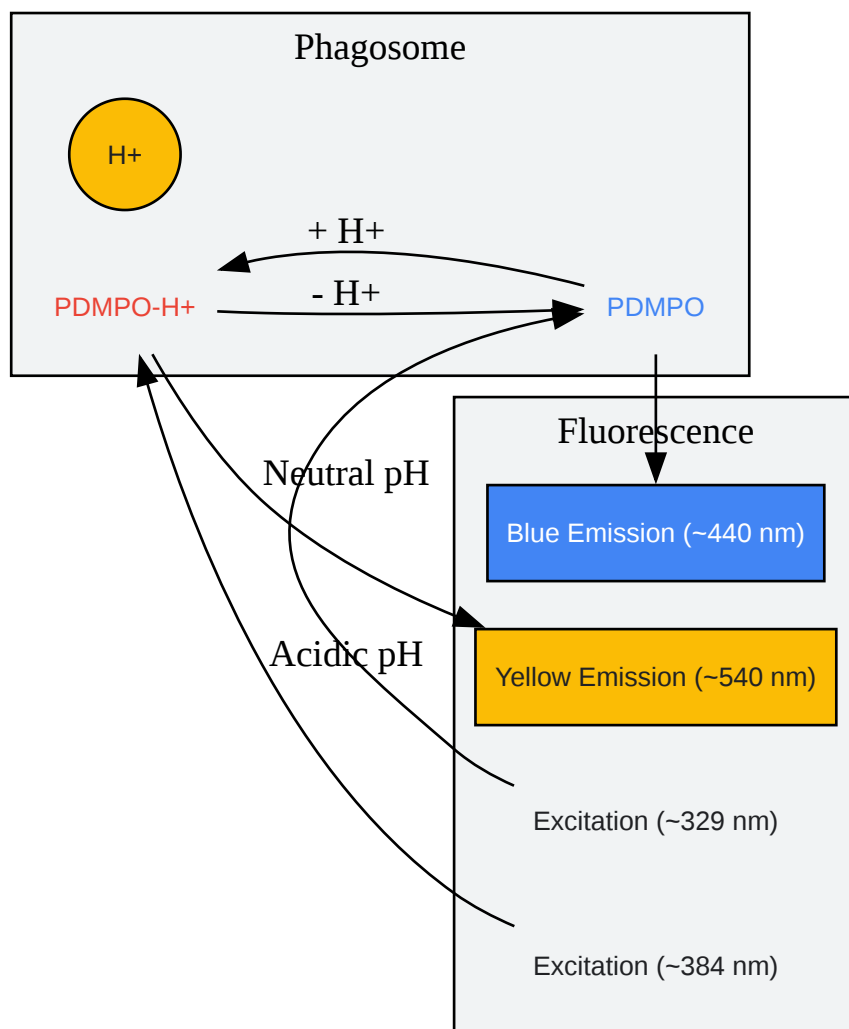 Phagosome
H+
+ H+
- H+
PDMPO-H+
PDMPO
Fluorescence
Neutral pH
Blue Emission (~440 nm)
Acidic pH
Yellow Emission (~540 nm)
Excitation (~329 nm)
Excitation (~384 nm)